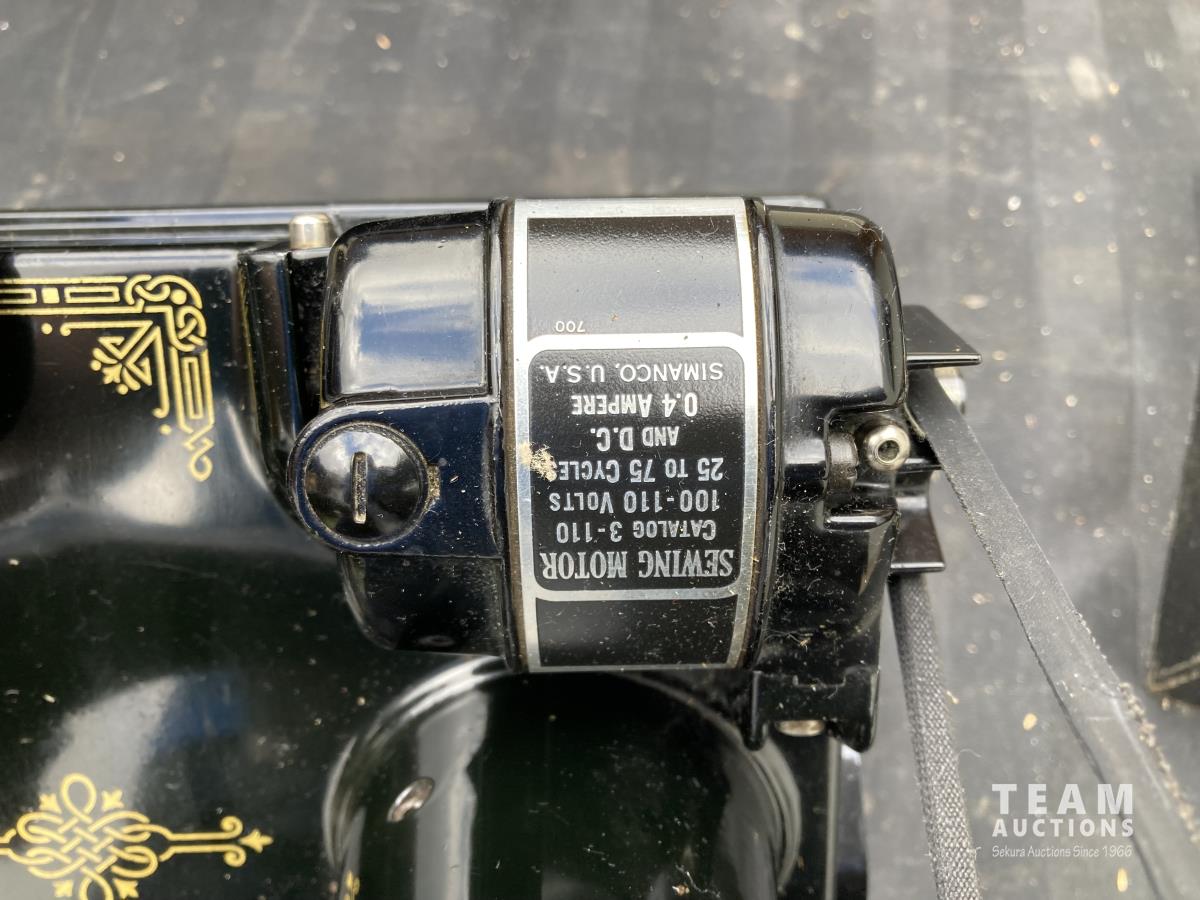 SEWING MOTOR
CATALOG 3-110
100-110 VOLTS
25 TO 75 CYCLES
AND D.C.
0.4 AMPERE
SIMANCO, U.S.A.
700
TEAM
AUCTIONS
Sekura Auctions Since 1966